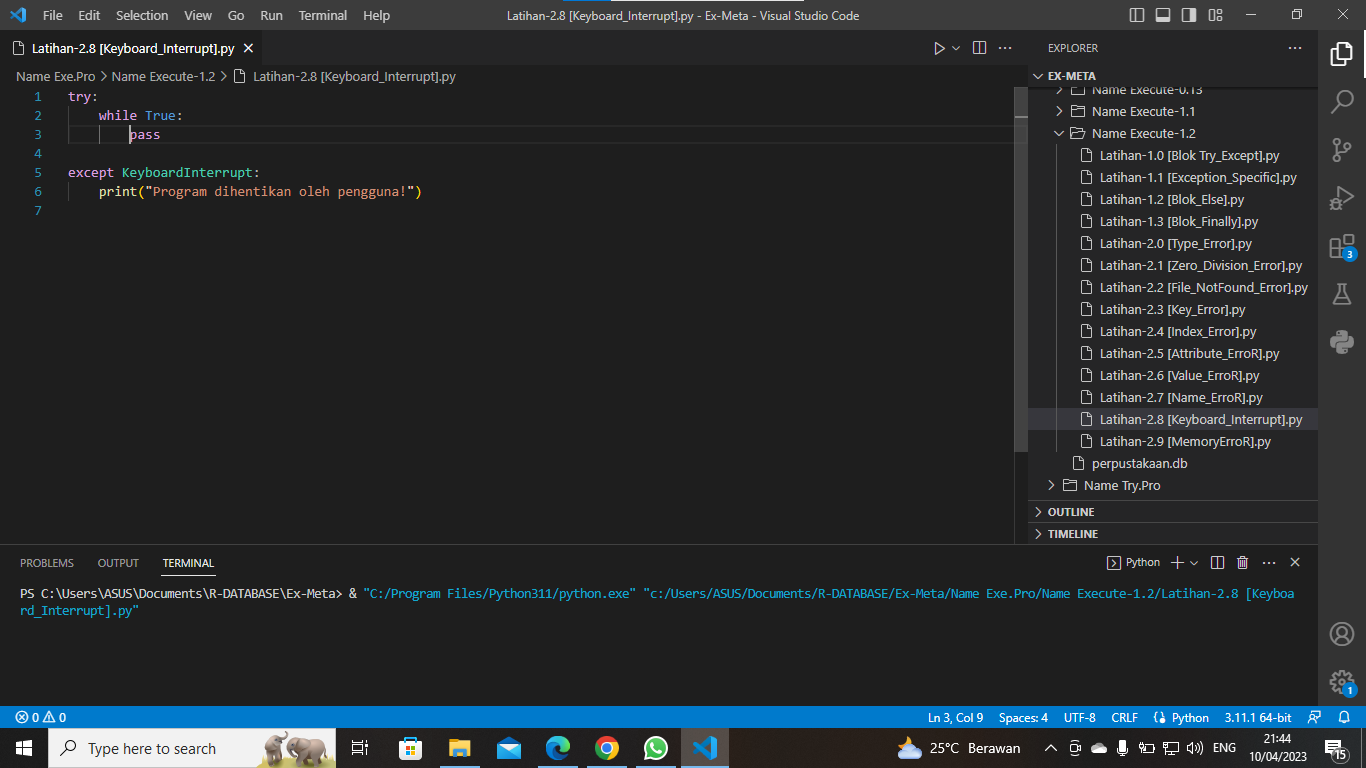 File Edit Selection View Go Run Terminal Help
Latihan-2.8 [Keyboard_Interrupt].py - Ex-Meta - Visual Studio Code
Latihan-2.8 [Keyboard_Interrupt].py
Name Exe.Pro > Name Execute-1.2 > Latihan-2.8 [Keyboard_Interrupt].py
1 try:
2 while True:
3 pass
4
5 except KeyboardInterrupt:
6 print("Program dihentikan oleh pengguna!")
7
EXPLORER
EX-META
Name Execute-0.13
Name Execute-1.1
Name Execute-1.2
Latihan-1.0 [Blok Try_Except].py
Latihan-1.1 [Exception_Specific].py
Latihan-1.2 [Blok_Else].py
Latihan-1.3 [Blok_Finally].py
Latihan-2.0 [Type_Error].py
Latihan-2.1 [Zero_Division_Error].py
Latihan-2.2 [File_NotFound_Error].py
Latihan-2.3 [Key_Error].py
Latihan-2.4 [Index_Error].py
Latihan-2.5 [Attribute_ErroR].py
Latihan-2.6 [Value_ErroR].py
Latihan-2.7 [Name_ErroR].py
Latihan-2.8 [Keyboard_Interrupt].py
Latihan-2.9 [MemoryErroR].py
perpustakaan.db
Name Try.Pro
OUTLINE
TIMELINE
3
1
PROBLEMS OUTPUT TERMINAL
Python
PS C:\Users\ASUS\Documents\R-DATABASE\Ex-Meta> & "C:/Program Files/Python311/python.exe" "c:/Users/ASUS/Documents/R-DATABASE/Ex-Meta/Name Exe.Pro/Name Execute-1.2/Latihan-2.8 [Keyboa
rd_Interrupt].py"
0 0
Ln 3, Col 9 Spaces: 4 UTF-8 CRLF Python 3.11.1 64-bit
Type here to search
25°C Berawan
ENG
21:44
10/04/2023
15